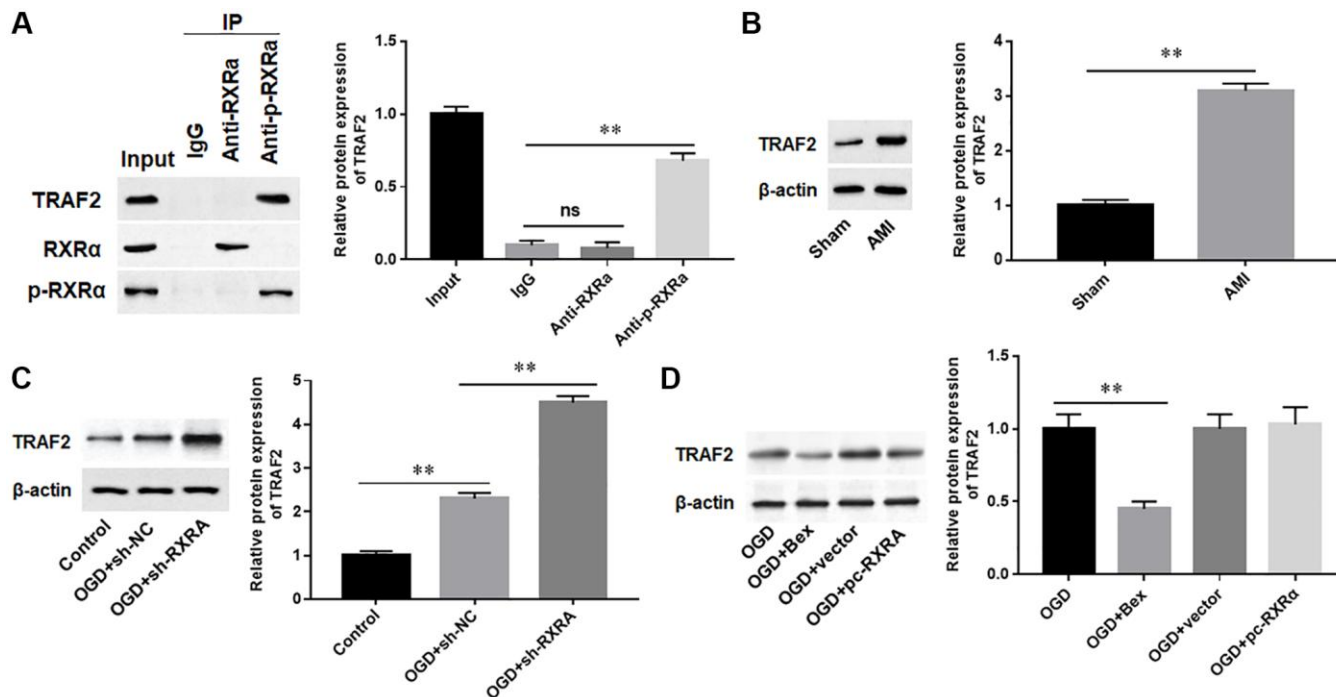 A
IP
Input
IgG
Anti-RXRa
Anti-p-RXRa
TRAF2
RXRα
p-RXRα
Relative protein expression
of TRAF2
1.0
0.5
0.0
**
ns
Input
IgG
Anti-RXRa
Anti-p-RXRa
B
TRAF2
β-actin
Sham
AMI
Relative protein expression
of TRAF2
4
3
2
1
0
**
Sham
AMI
C
TRAF2
β-actin
Control
OGD+sh-NC
OGD+sh-RXRA
Relative protein expression
of TRAF2
5
4
2
1
0
**
**
Control
OGD+sh-NC
OGD+sh-RXRA
D
TRAF2
β-actin
OGD
OGD+Bex
OGD+vector
OGD+pc-RXRA
Relative protein expression
of TRAF2
1.5
1.0
0.5
0.0
**
OGD
OGD+Bex
OGD+vector
OGD+pc-RXRα